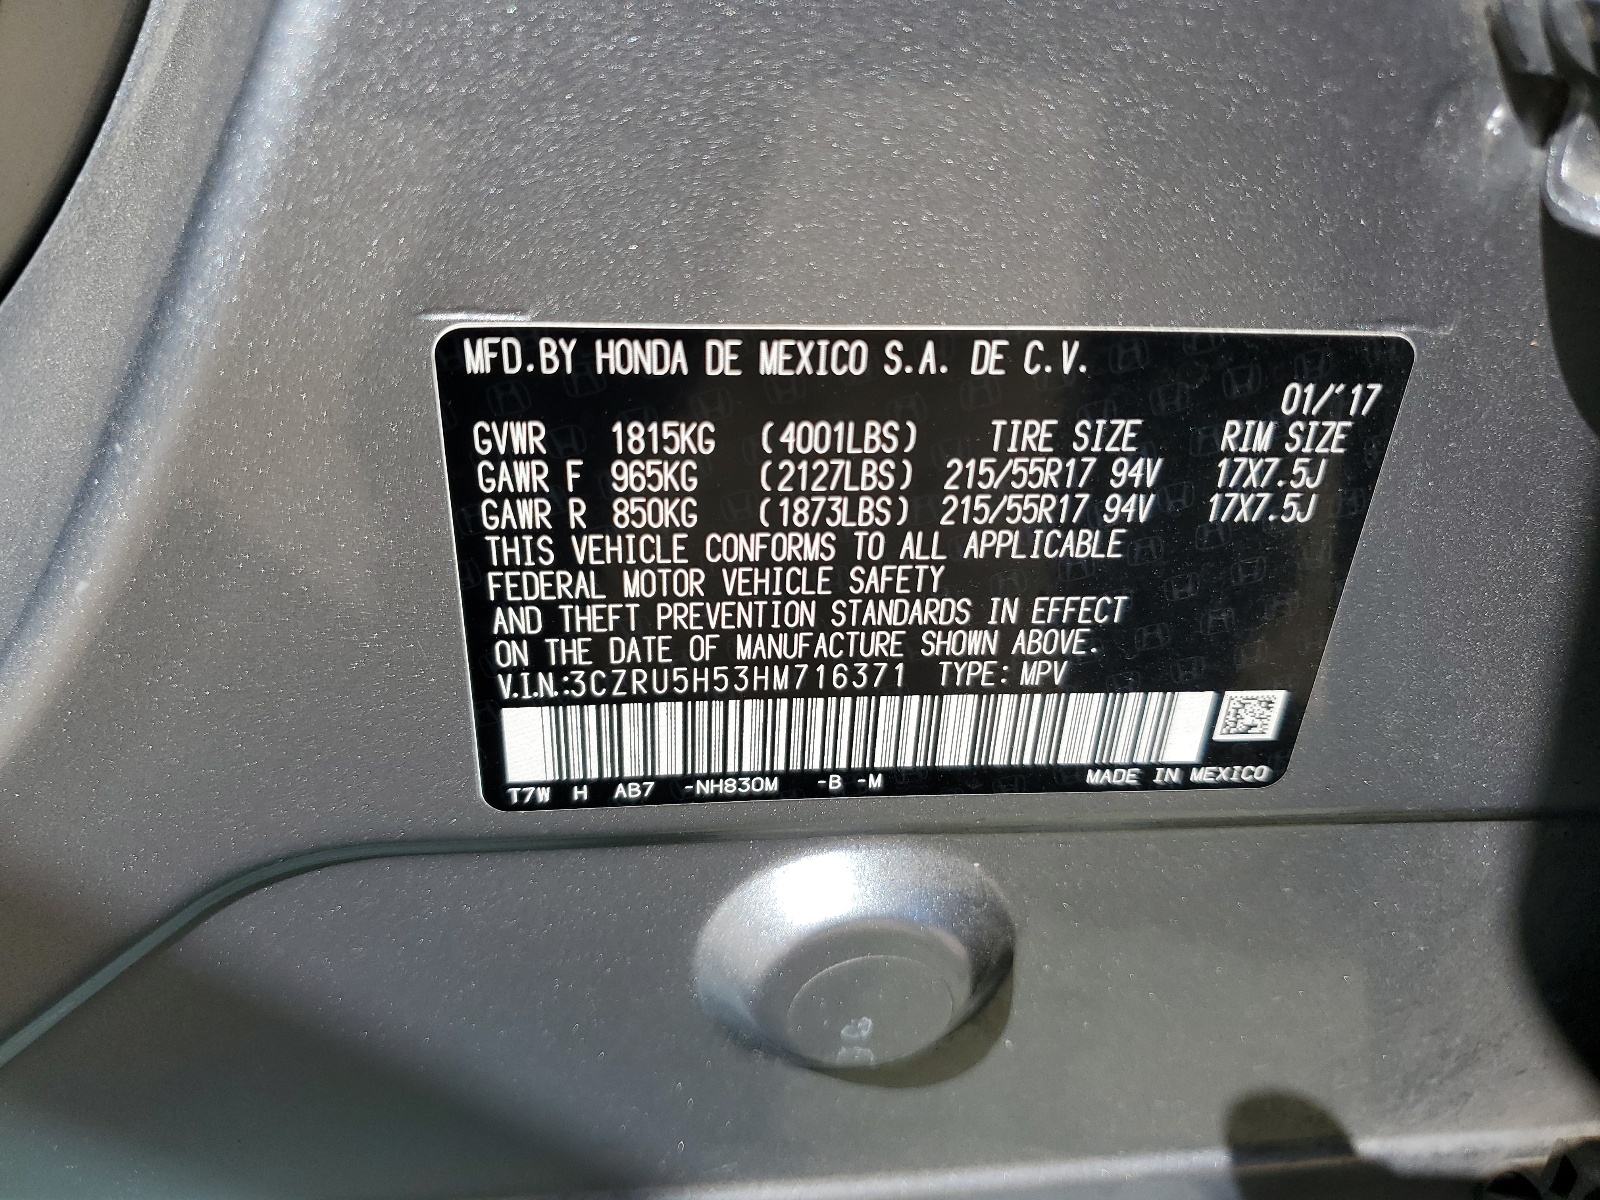 MFD.BY HONDA DE MEXICO S.A. DE C.V.
01/'17
GVWR 1815KG (4001LBS) TIRE SIZE RIM SIZE
GAWR F 965KG (2127LBS) 215/55R17 94V 17X7.5J
GAWR R 850KG (1873LBS) 215/55R17 94V 17X7.5J
THIS VEHICLE CONFORMS TO ALL APPLICABLE
FEDERAL MOTOR VEHICLE SAFETY
AND THEFT PREVENTION STANDARDS IN EFFECT
ON THE DATE OF MANUFACTURE SHOWN ABOVE.
V.I.N.:3CZRU5H53HM716371 TYPE: MPV
T7W H AB7 -NH830M -B -M MADE IN MEXICO